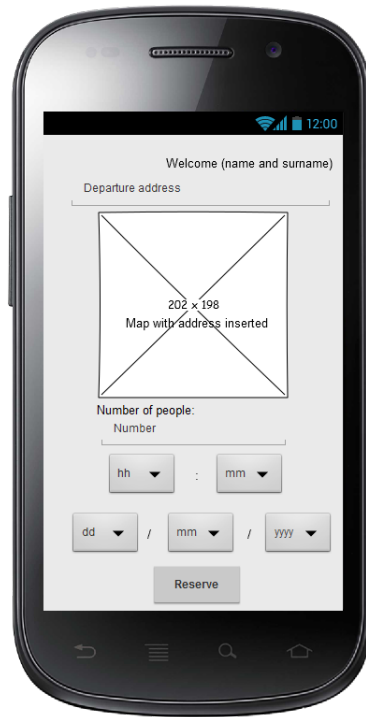 12:00
Welcome (name and surname)
Departure address
202 x 198
Map with address inserted
Number of people:
Number
hh : mm
dd / mm / yyyy
Reserve